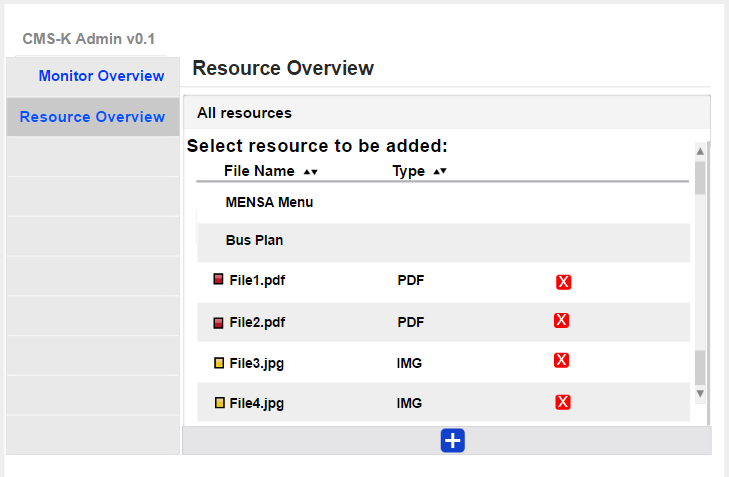 CMS-K Admin v0.1
Monitor Overview
Resource Overview
Resource Overview
All resources
Select resource to be added:
File Name ▲▼ Type ▲▼
MENSA Menu
Bus Plan
File1.pdf PDF X
File2.pdf PDF X
File3.jpg IMG X
File4.jpg IMG X
+